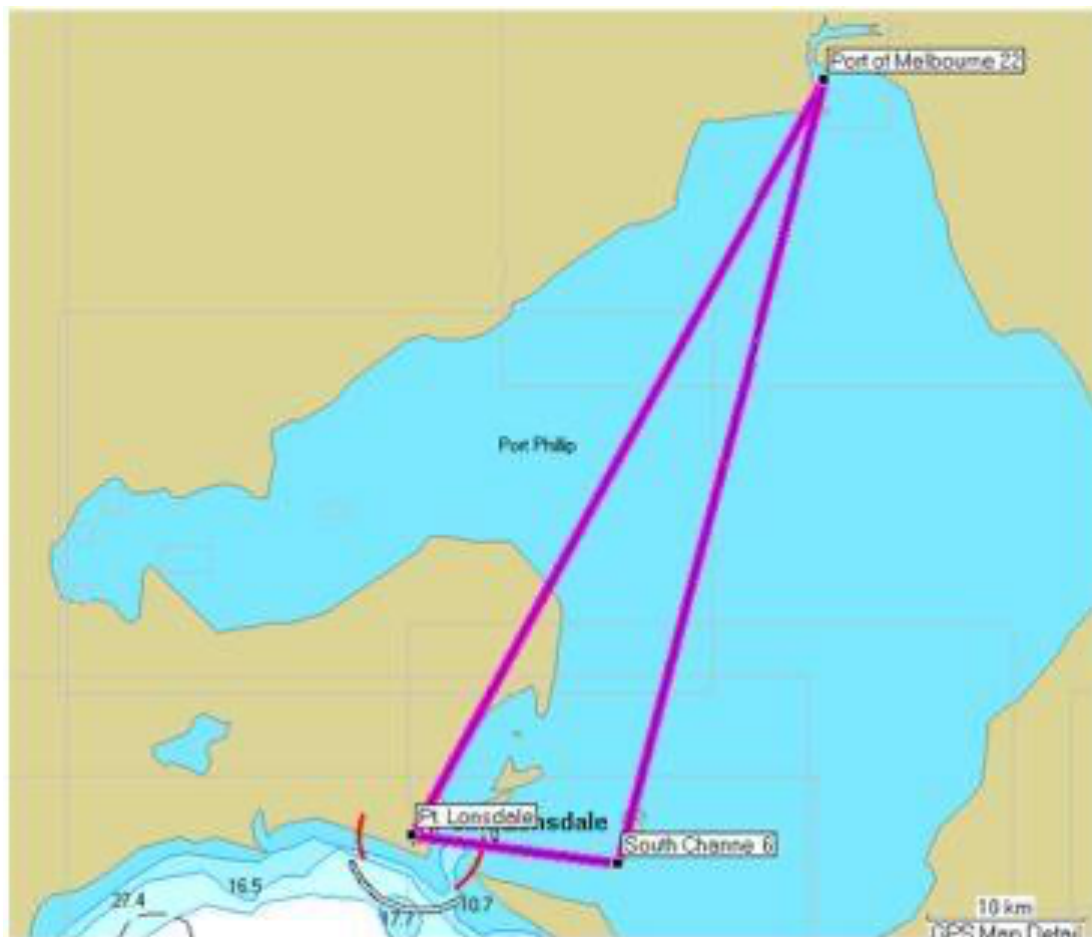 Port of Melbourne 22
Port Phillip
Pt. Lonsdale
nsdale
South Channe 6
16.5
27.4
17.7
10.7
10 km
GPS Map Detail